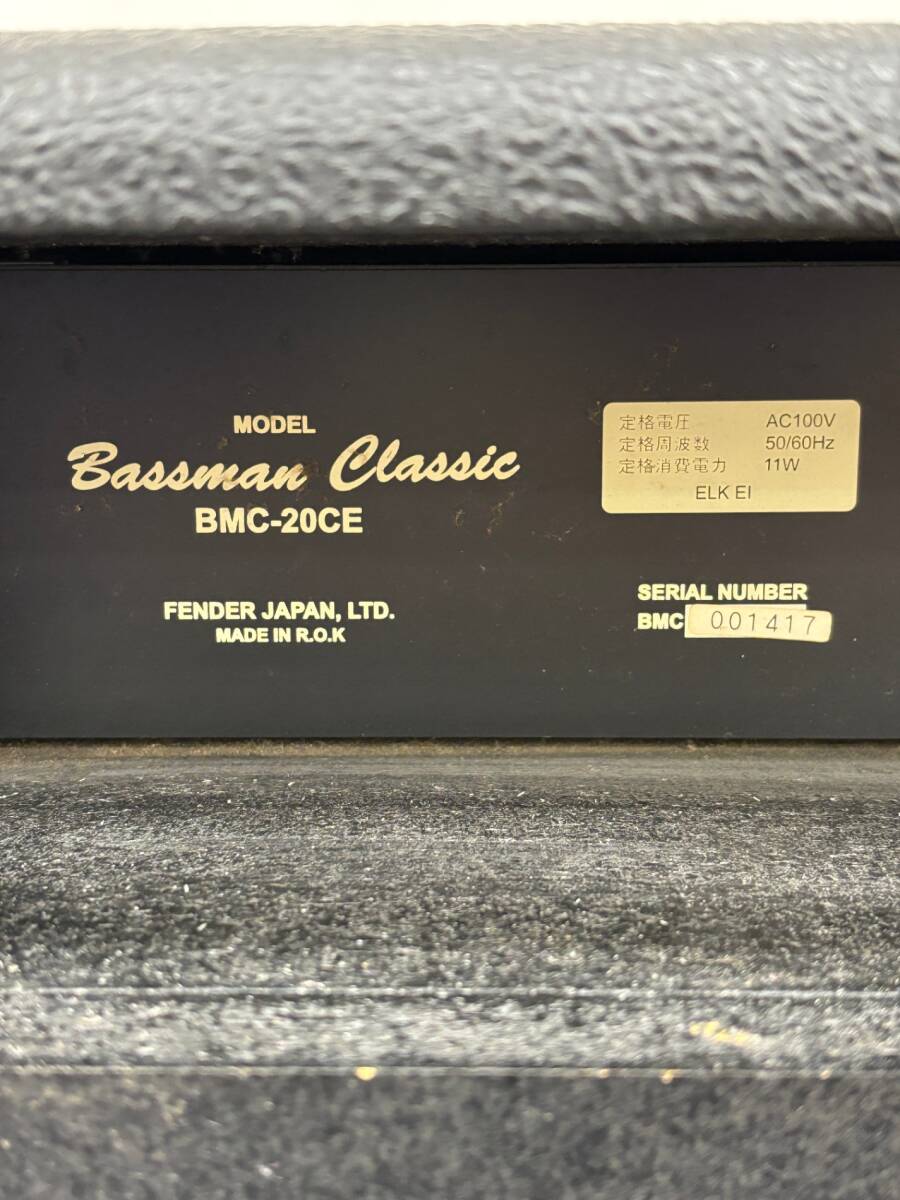 MODEL
Bassman Classic
BMC-20CE
FENDER JAPAN, LTD.
MADE IN R.O.K
定格電圧 AC100V
定格周波数 50/60Hz
定格消費電力 11W
ELK EI
SERIAL NUMBER
BMC 001417